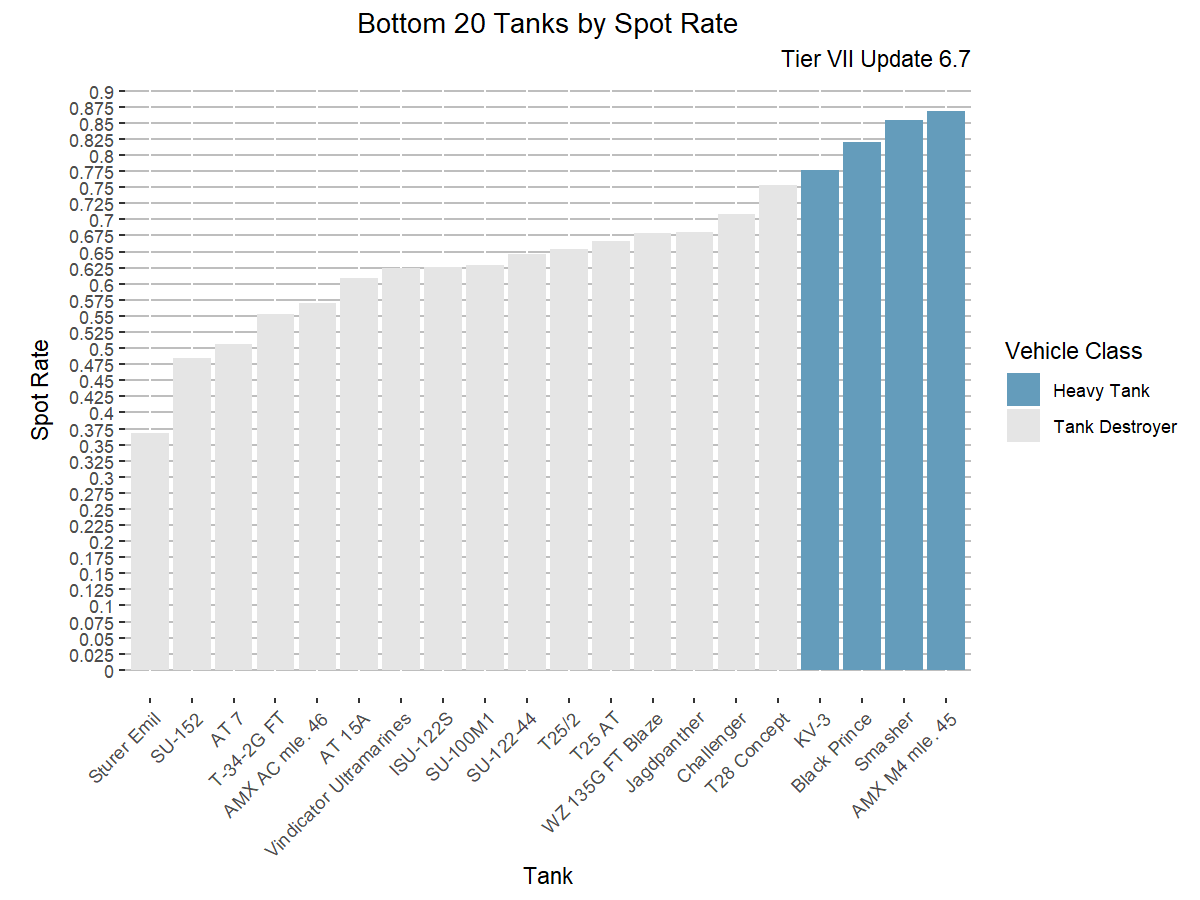 Bottom 20 Tanks by Spot Rate
Tier VII Update 6.7
0.9
0.875
0.85
0.825
0.8
0.775
0.75
0.725
0.7
0.675
0.65
0.625
0.6
0.575
0.55
0.525
0.5
0.475
0.45
0.425
0.4
0.375
0.35
0.325
0.3
0.275
0.25
0.225
0.2
0.175
0.15
0.125
0.1
0.075
0.05
0.025
0
Spot Rate
Sturer Emil
SU-152
AT 7
T-34-2G FT
AMX AC mle. 46
AT 15A
Vindicator Ultramarines
ISU-122S
SU-100M1
SU-122-44
T25/2
T25 AT
WZ 135G FT Blaze
Jagdpanther
Challenger
T28 Concept
KV-3
Black Prince
Smasher
AMX M4 mle. 45
Tank
Vehicle Class
Heavy Tank
Tank Destroyer